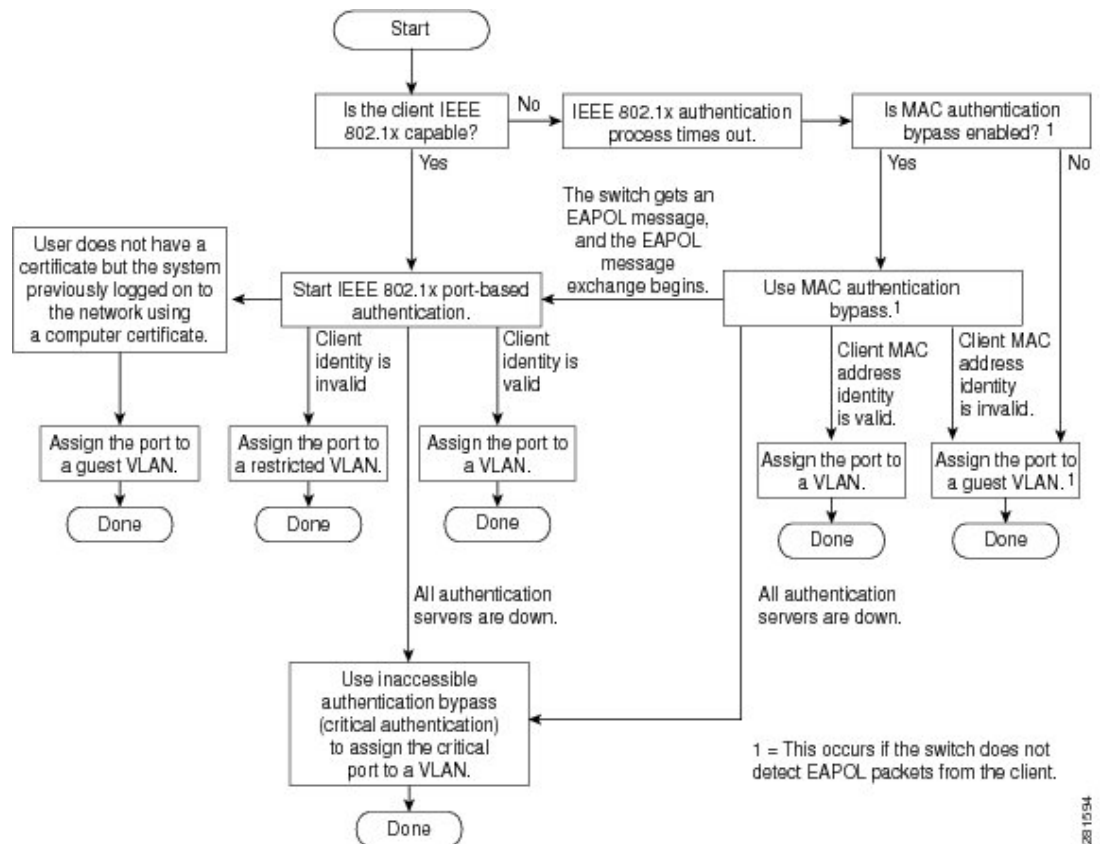 Start
Is the client IEEE
802.1x capable?
No
IEEE 802.1x authentication
process times out.
Is MAC authentication
bypass enabled? 1
Yes
Yes
No
The switch gets an
EAPOL message,
and the EAPOL
message
exchange begins.
User does not have a
certificate but the system
previously logged on to
the network using
a computer certificate.
Start IEEE 802.1x port-based
authentication.
Use MAC authentication
bypass.1
Client
identity is
invalid
Client
identity is
valid
Client MAC
address
identity
is valid.
Client MAC
address
identity
is invalid.
Assign the port to
a guest VLAN.
Assign the port to
a restricted VLAN.
Assign the port to
a VLAN.
Assign the port to
a VLAN.
Assign the port to
a guest VLAN.1
Done
Done
Done
Done
Done
All authentication
servers are down.
All authentication
servers are down.
Use inaccessible
authentication bypass
(critical authentication)
to assign the critical
port to a VLAN.
1 = This occurs if the switch does not
detect EAPOL packets from the client.
Done
281594